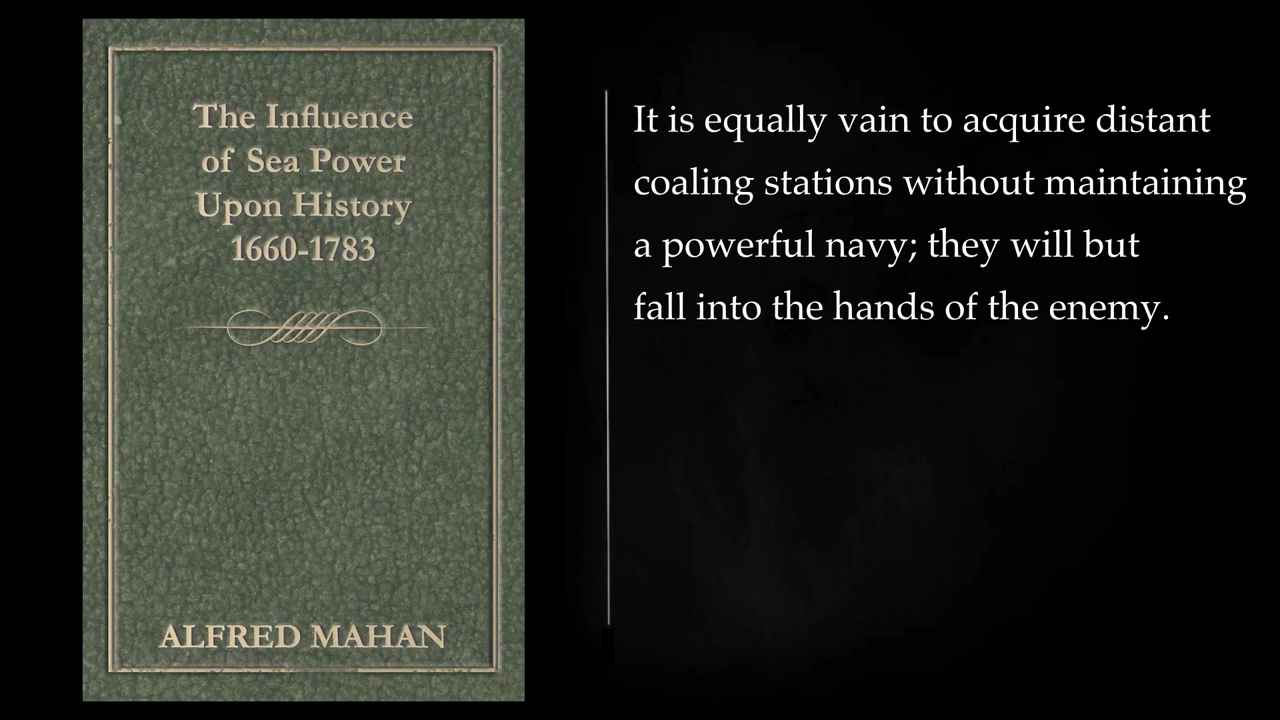 The Influence
of Sea Power
Upon History
1660-1783
ALFRED MAHAN
It is equally vain to acquire distant
coaling stations without maintaining
a powerful navy; they will but
fall into the hands of the enemy.